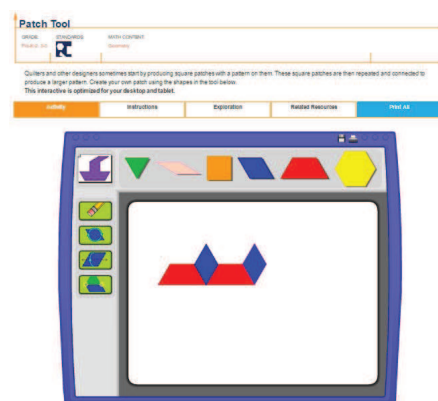 Patch Tool
GRADE STANDARDS MATH CONTENT
Geometry
Quilters and other designers sometimes start by producing square patches with a pattern on them. These square patches are then repeated and connected to
produce a larger pattern. Create your own patch using the shapes in the tool below.
This interactive is optimized for your desktop and tablet.
Activity Instructions Exploration Related Resources Print All